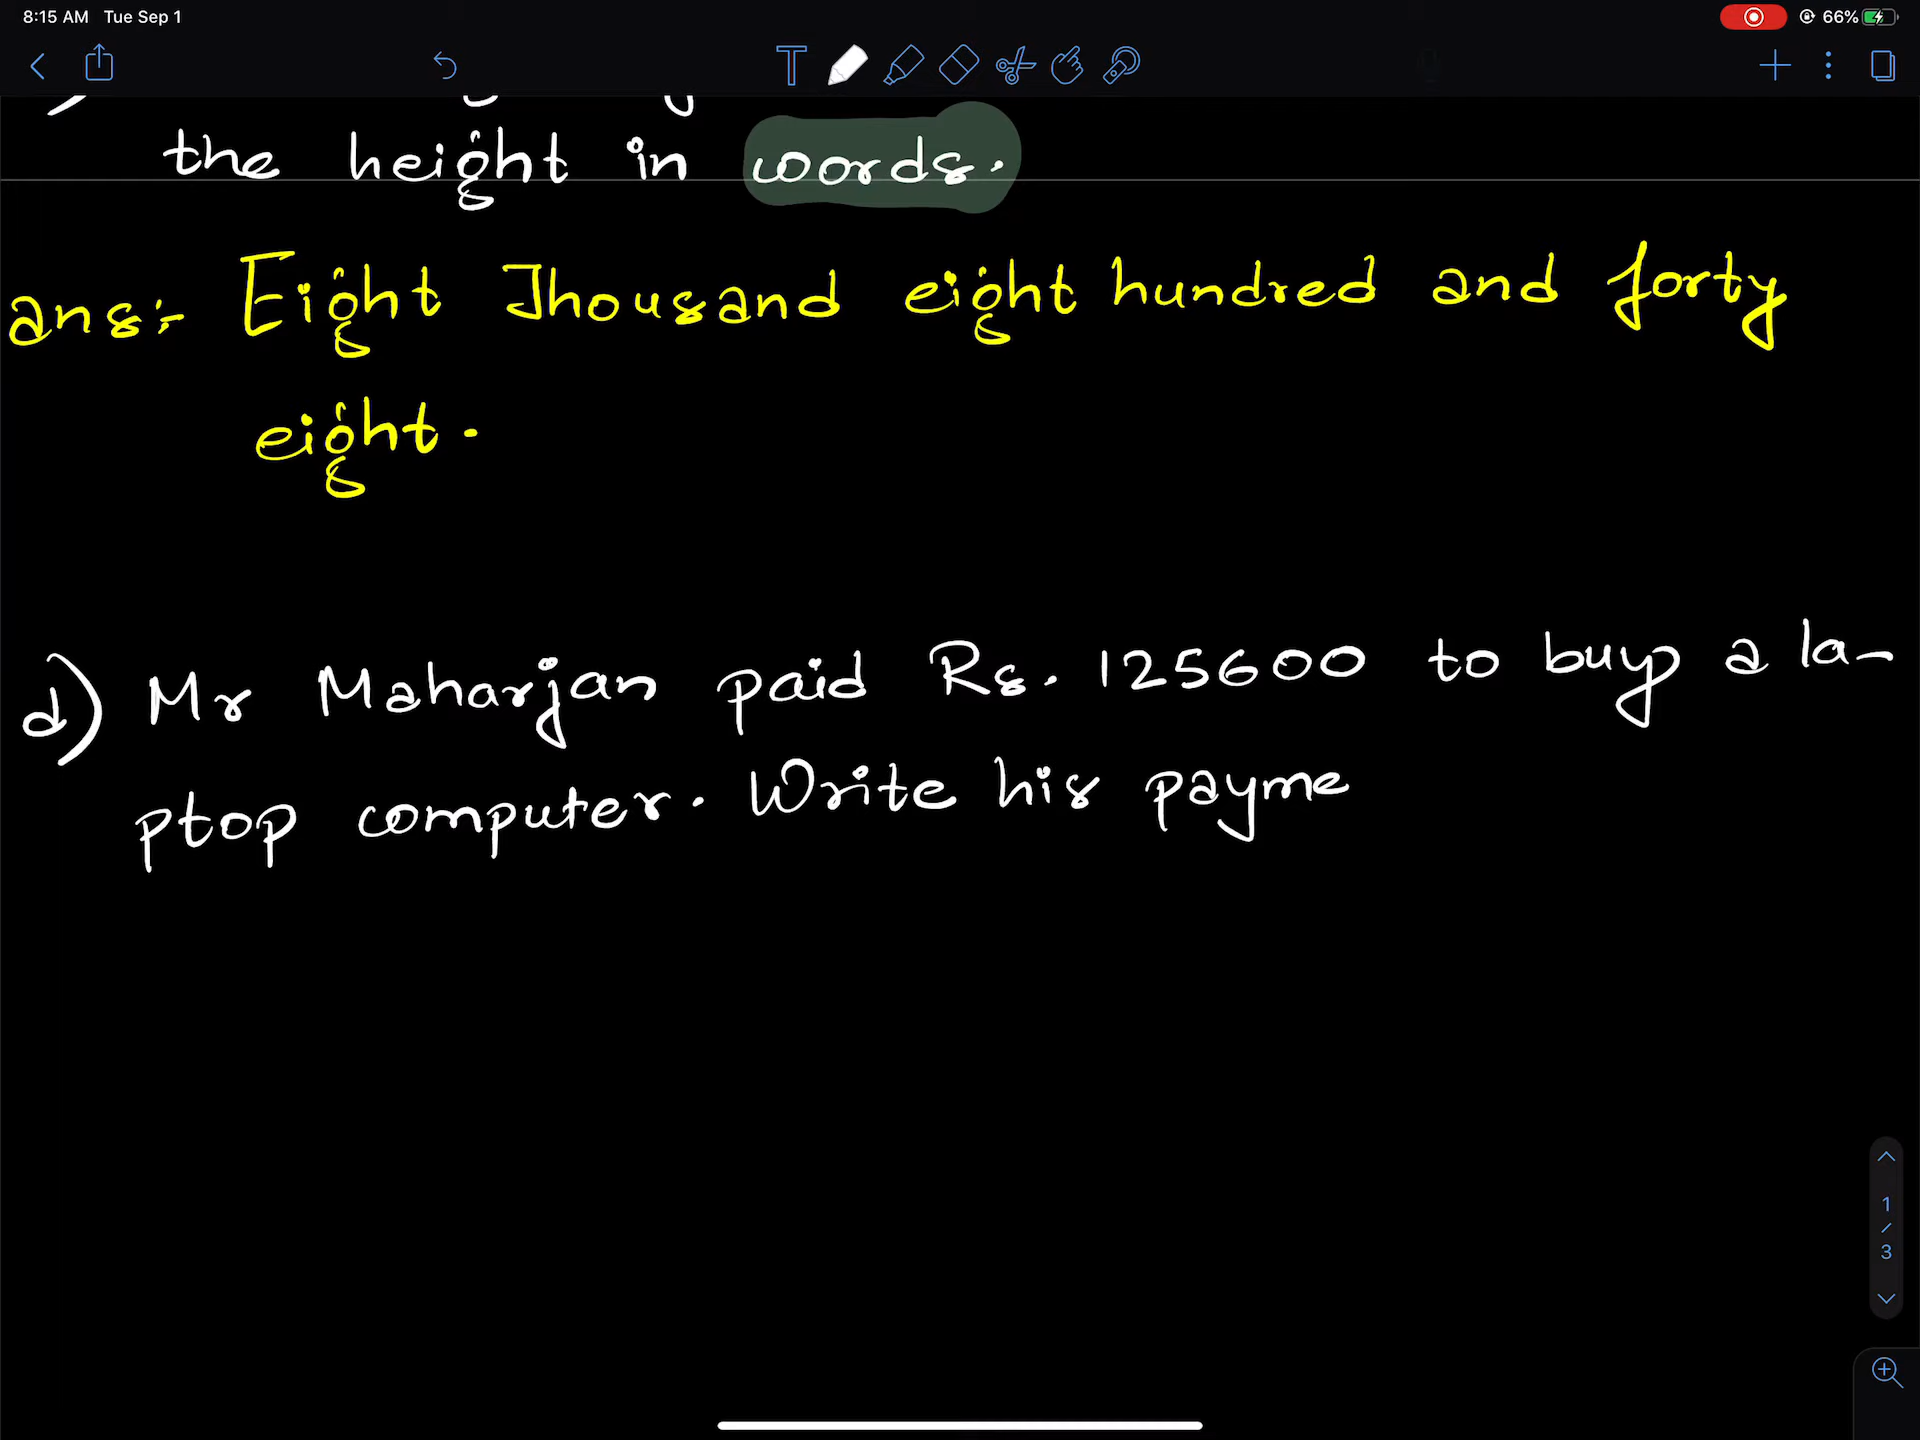 8:15 AM Tue Sep 1
66%
the height in words.
ans:- Eight Thousand eight hundred and forty
eight.
d) Mr Maharjan paid Rs. 125600 to buy a la-
ptop computer. Write his payme
1
/
3